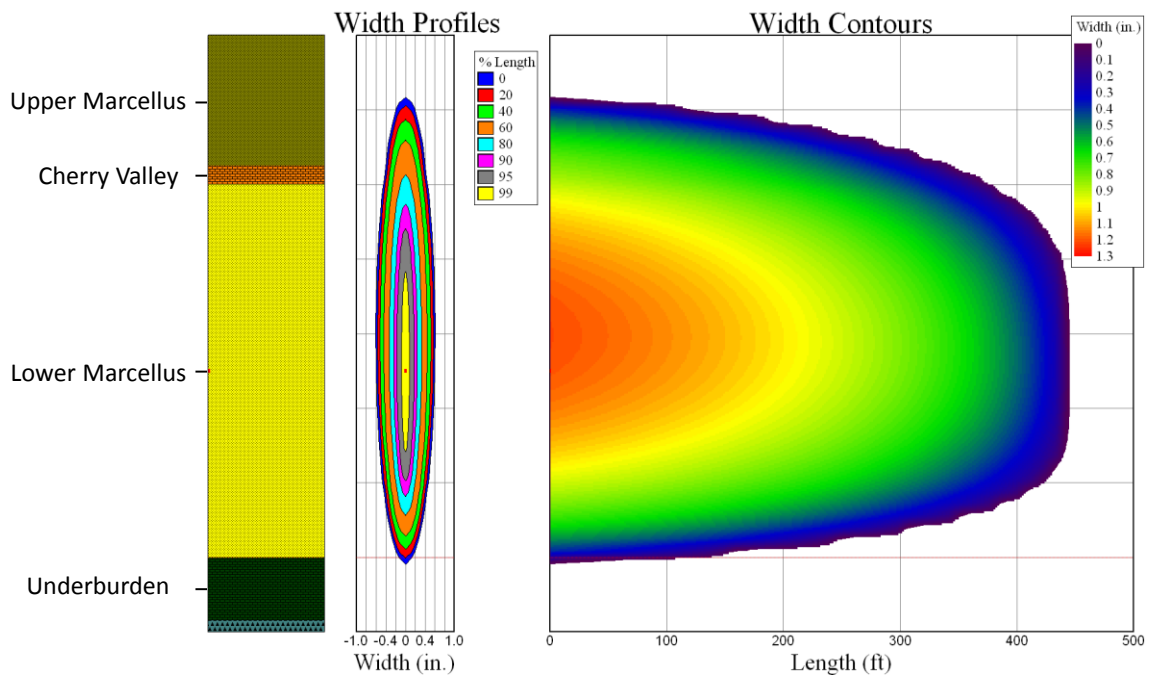 Width Profiles
Width Contours
Upper Marcellus
Cherry Valley
Lower Marcellus
Underburden
% Length
0
20
40
60
80
90
95
99
Width (in.)
0
0.1
0.2
0.3
0.4
0.5
0.6
0.7
0.8
0.9
1
1.1
1.2
1.3
-1.0 -0.4 0 0.4 1.0
Width (in.)
0 100 200 300 400 500
Length (ft)